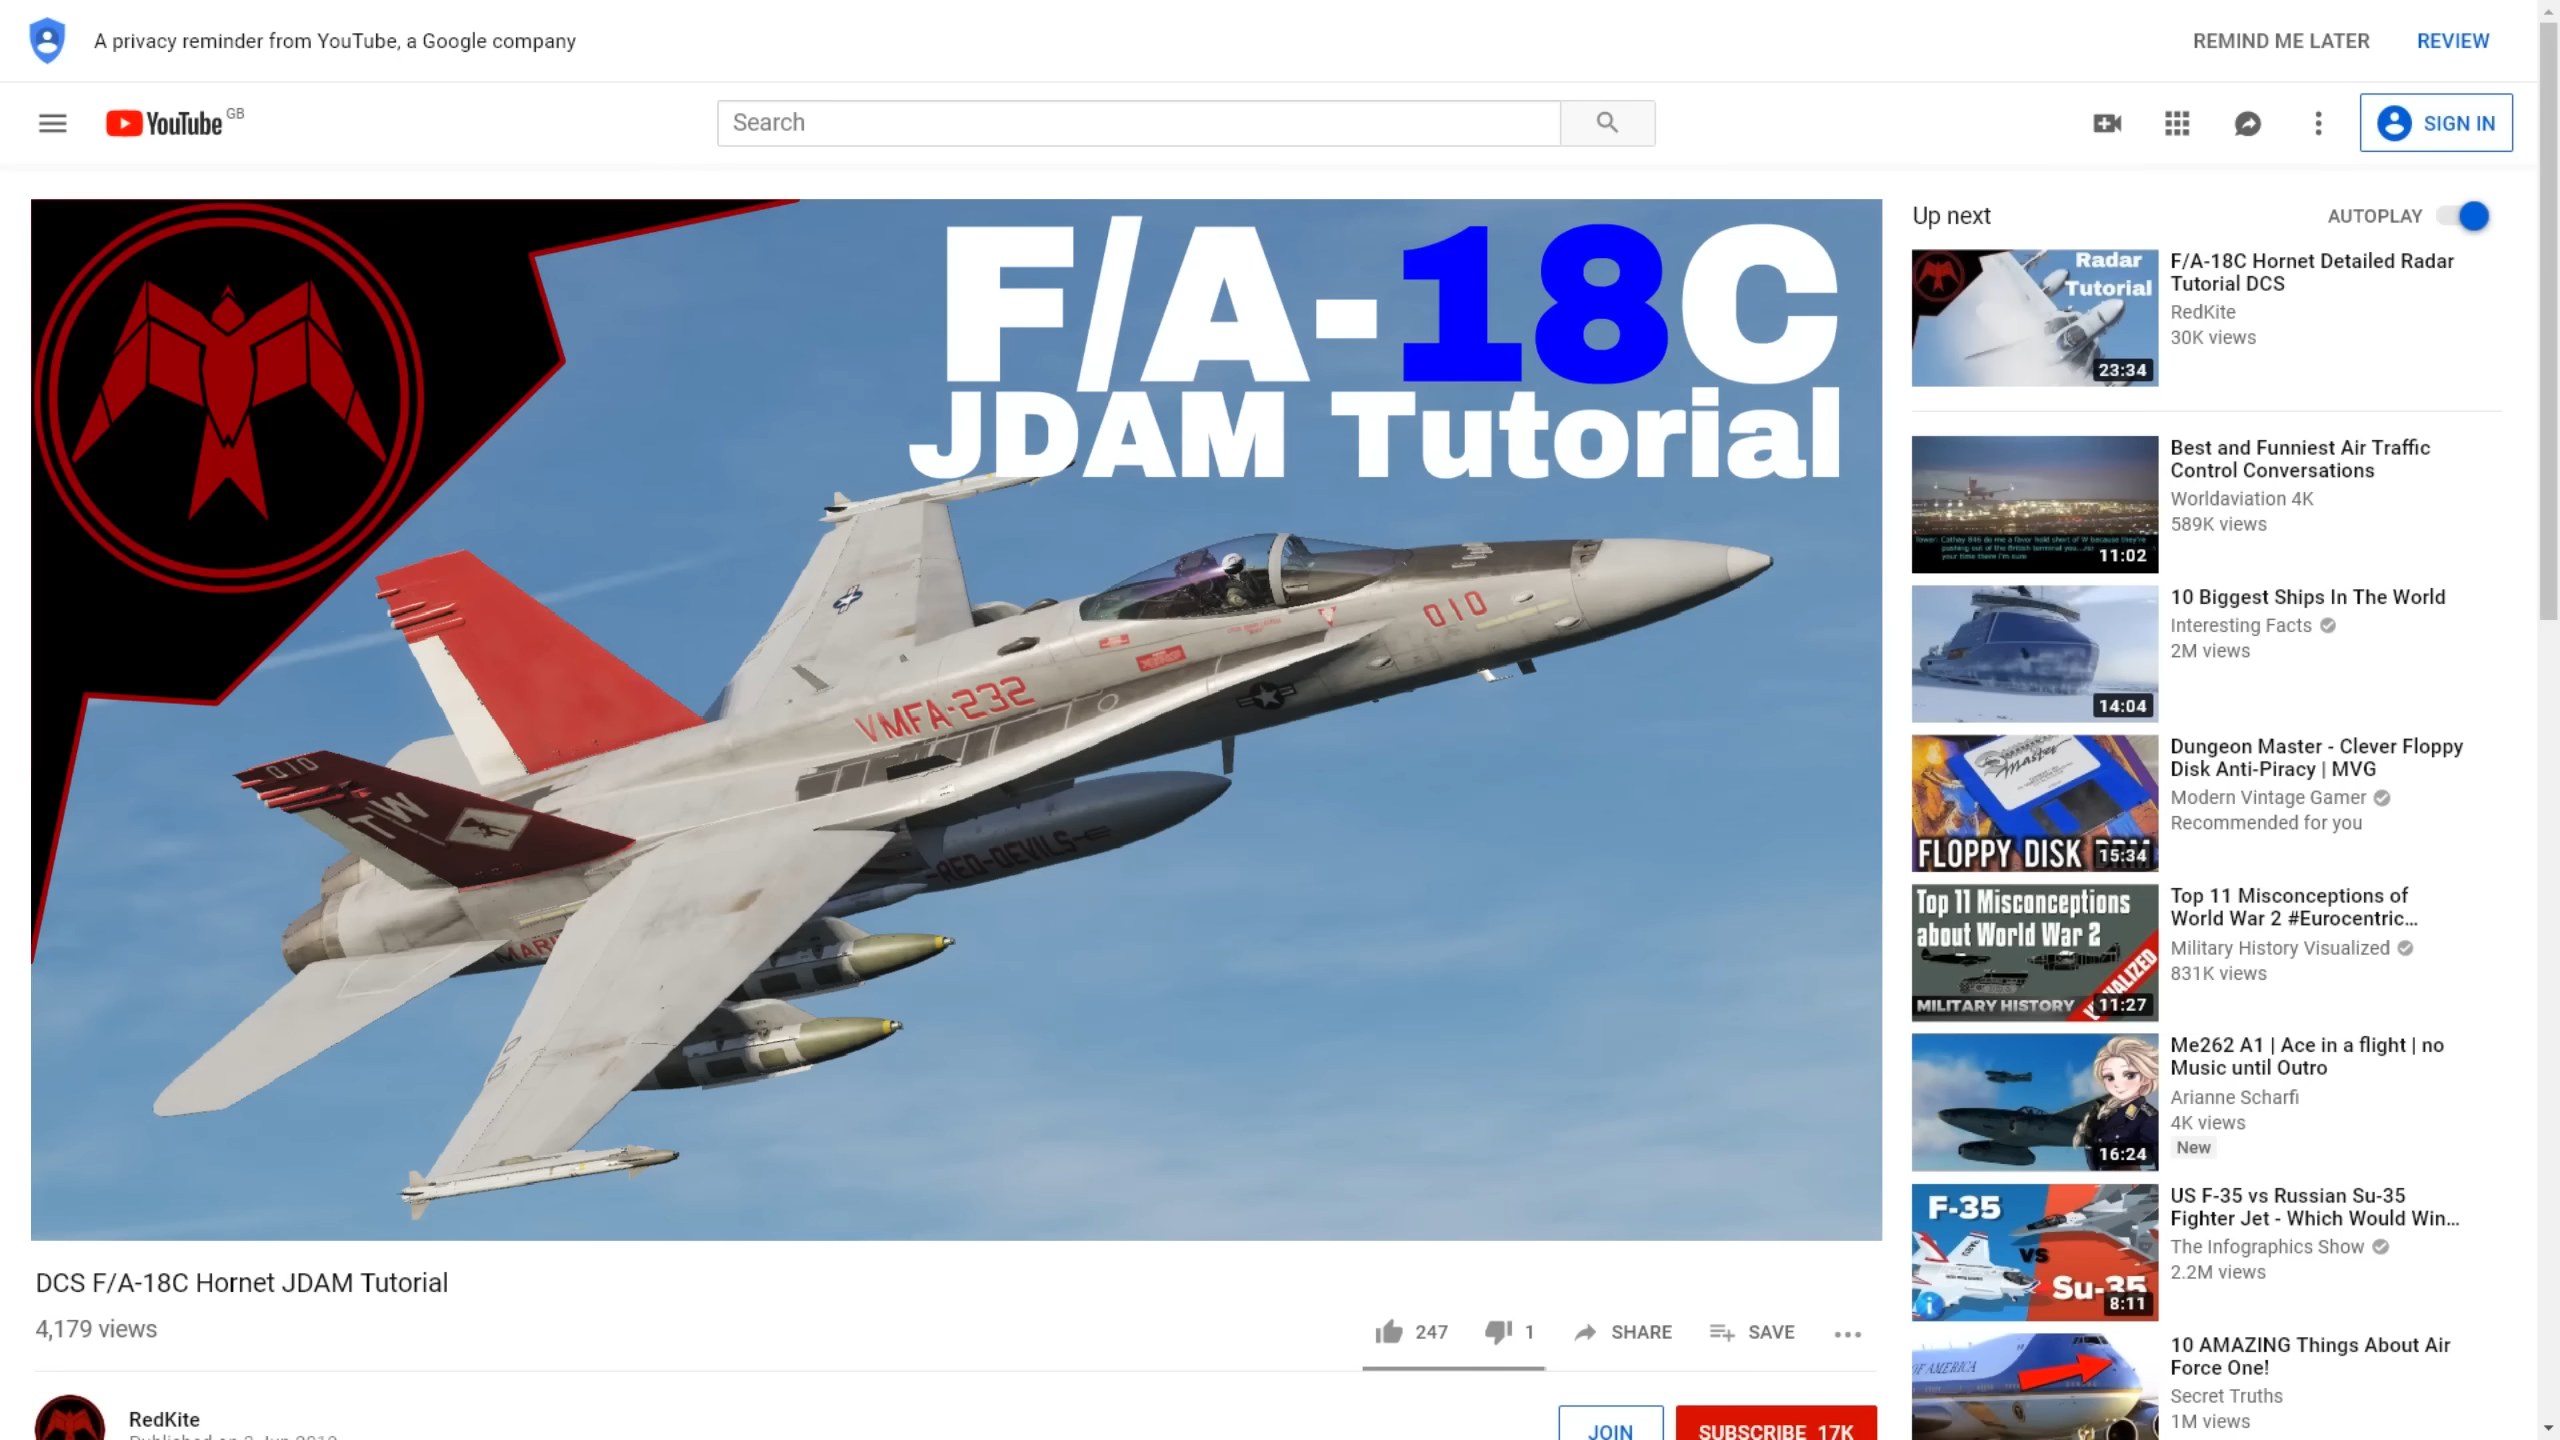 A privacy reminder from YouTube, a Google company
REMIND ME LATER
REVIEW
YouTube GB
Search
SIGN IN
F/A-18C
JDAM Tutorial
010
VMFA-232
010
TW
RED-DEVILS
MARI
DCS F/A-18C Hornet JDAM Tutorial
4,179 views
247
1
SHARE
SAVE
RedKite
JOIN
SUBSCRIBE 17K
Up next
AUTOPLAY
Radar
Tutorial
23:34
F/A-18C Hornet Detailed Radar
Tutorial DCS
RedKite
30K views
11:02
Best and Funniest Air Traffic
Control Conversations
Worldaviation 4K
589K views
14:04
10 Biggest Ships In The World
Interesting Facts
2M views
Master
FLOPPY DISK DRM
15:34
Dungeon Master - Clever Floppy
Disk Anti-Piracy | MVG
Modern Vintage Gamer
Recommended for you
Top 11 Misconceptions
about World War 2
MILITARY HISTORY
11:27
Top 11 Misconceptions of
World War 2 #Eurocentric...
Military History Visualized
831K views
16:24
Me262 A1 | Ace in a flight | no
Music until Outro
Arianne Scharfi
4K views
New
F-35
vs
Su-35
8:11
US F-35 vs Russian Su-35
Fighter Jet - Which Would Win...
The Infographics Show
2.2M views
OF AMERICA
10 AMAZING Things About Air
Force One!
Secret Truths
1M views